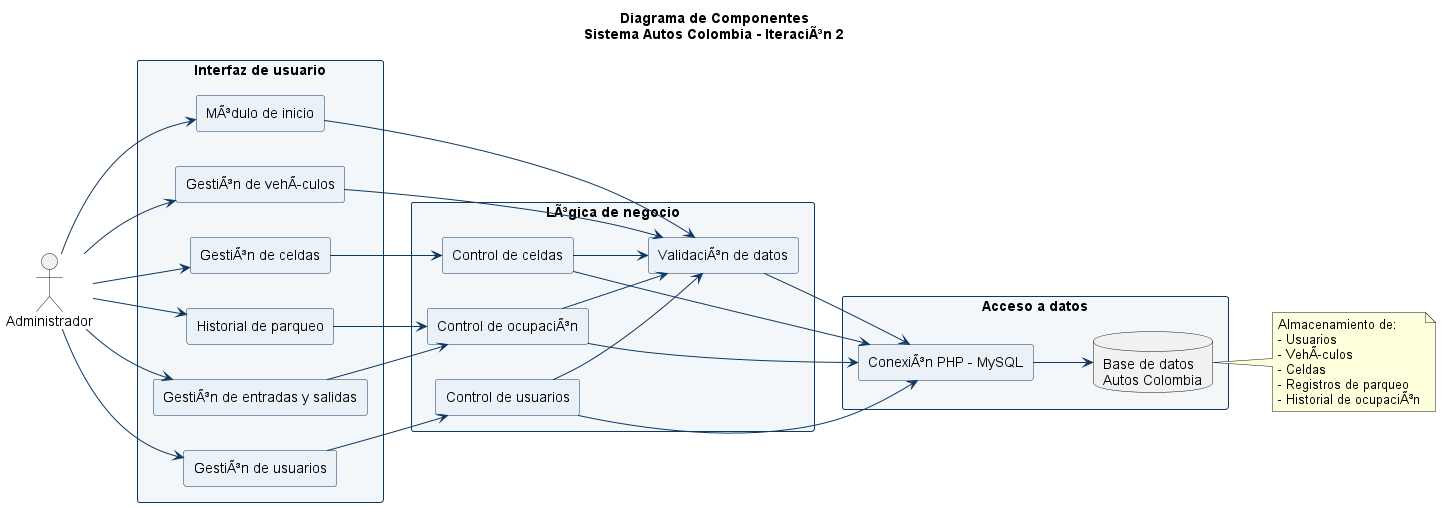 Diagrama de Componentes
Sistema Autos Colombia - IteraciÃ³n 2
Interfaz de usuario
MÃ³dulo de inicio
GestiÃ³n de vehÃ­culos
GestiÃ³n de celdas
Historial de parqueo
GestiÃ³n de entradas y salidas
GestiÃ³n de usuarios
Administrador
LÃ³gica de negocio
Control de celdas
ValidaciÃ³n de datos
Control de ocupaciÃ³n
Control de usuarios
Acceso a datos
ConexiÃ³n PHP - MySQL
Base de datos
Autos Colombia
Almacenamiento de:
- Usuarios
- VehÃ­culos
- Celdas
- Registros de parqueo
- Historial de ocupaciÃ³n